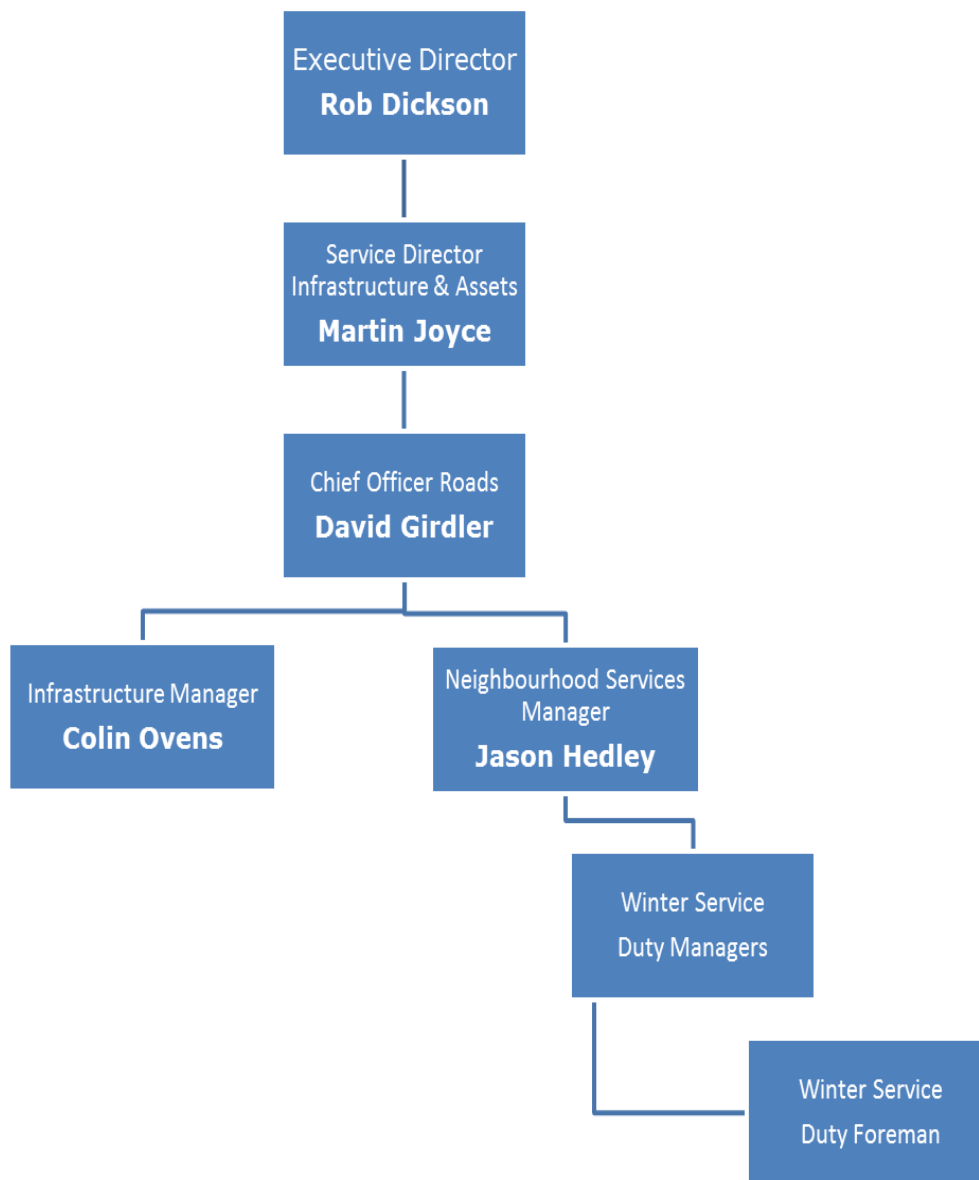 Executive Director
Rob Dickson
Service Director
Infrastructure & Assets
Martin Joyce
Chief Officer Roads
David Girdler
Infrastructure Manager
Colin Ovens
Neighbourhood Services
Manager
Jason Hedley
Winter Service
Duty Managers
Winter Service
Duty Foreman